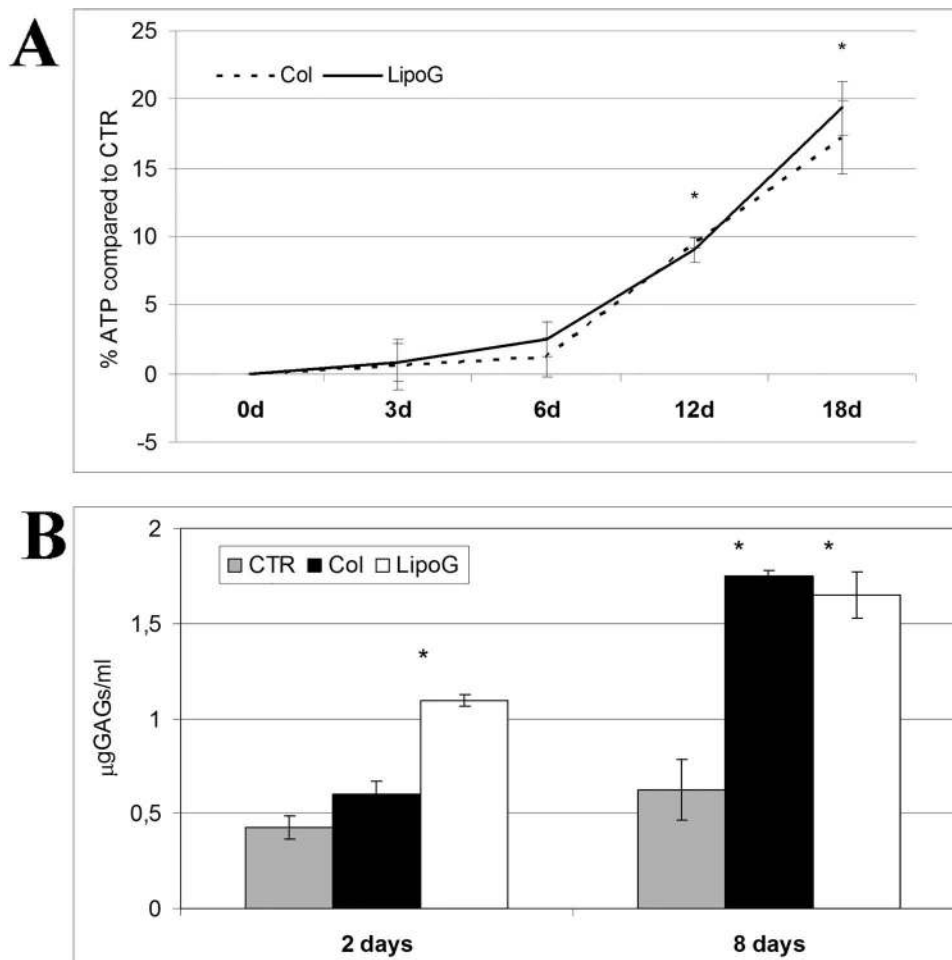 A
25
*
Col LipoG
20
% ATP compared to CTR
15
*
10
5
0
0d 3d 6d 12d 18d
-5
B
2
* *
CTR Col LipoG
1,5
*
µgGAGs/ml
1
0,5
0
2 days 8 days